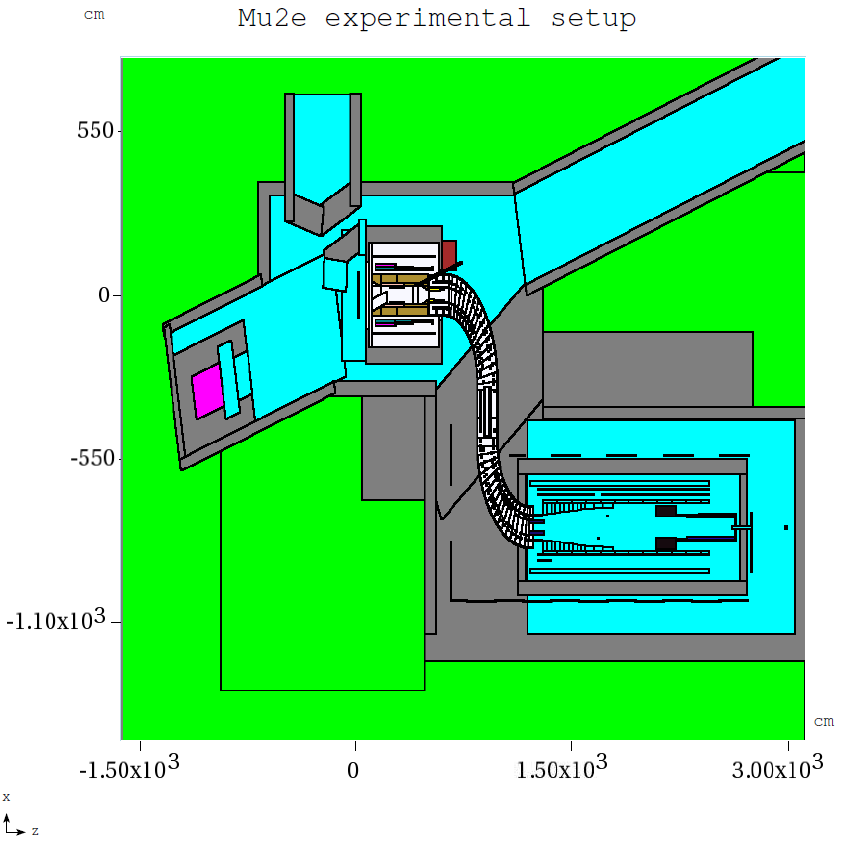 cm
Mu2e experimental setup
550
0
-550
-1.10x10³
cm
-1.50x10³
0
1.50x10³
3.00x10³
x
z